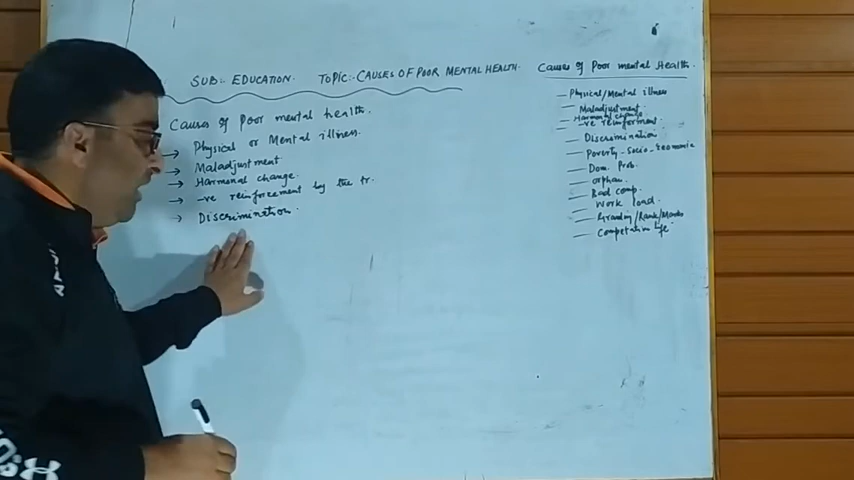 SUB:- EDUCATION. TOPIC:- CAUSES OF POOR MENTAL HEALTH.
Causes of Poor mental health.
→ Physical or Mental illness.
→ Maladjustment
→ Harmonal change.
→ -ve reinforcement by the tr.
→ Discrimination.
Causes of Poor mental Health.
— Physical/Mental illness
— Maladjustment.
— Harmonal change
— -ve reinforcement.
Discrimination
— Poverty - Socio - Economic
— Dom. Prob.
— orphan
— Bad comp.
— Work load.
— Grading/Rank/Marks
— Competative life